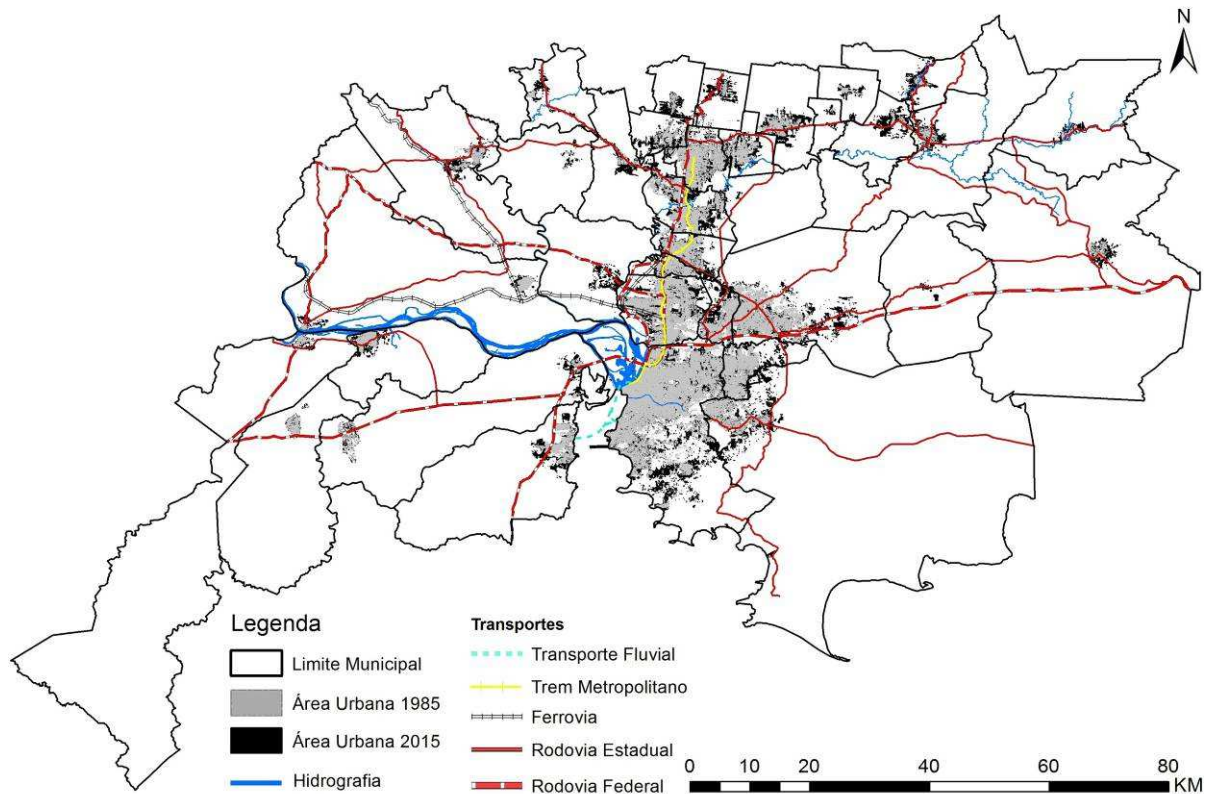 N
Legenda
Limite Municipal
Área Urbana 1985
Área Urbana 2015
Hidrografia
Transportes
Transporte Fluvial
Trem Metropolitano
Ferrovia
Rodovia Estadual
Rodovia Federal
0 10 20 40 60 80
KM